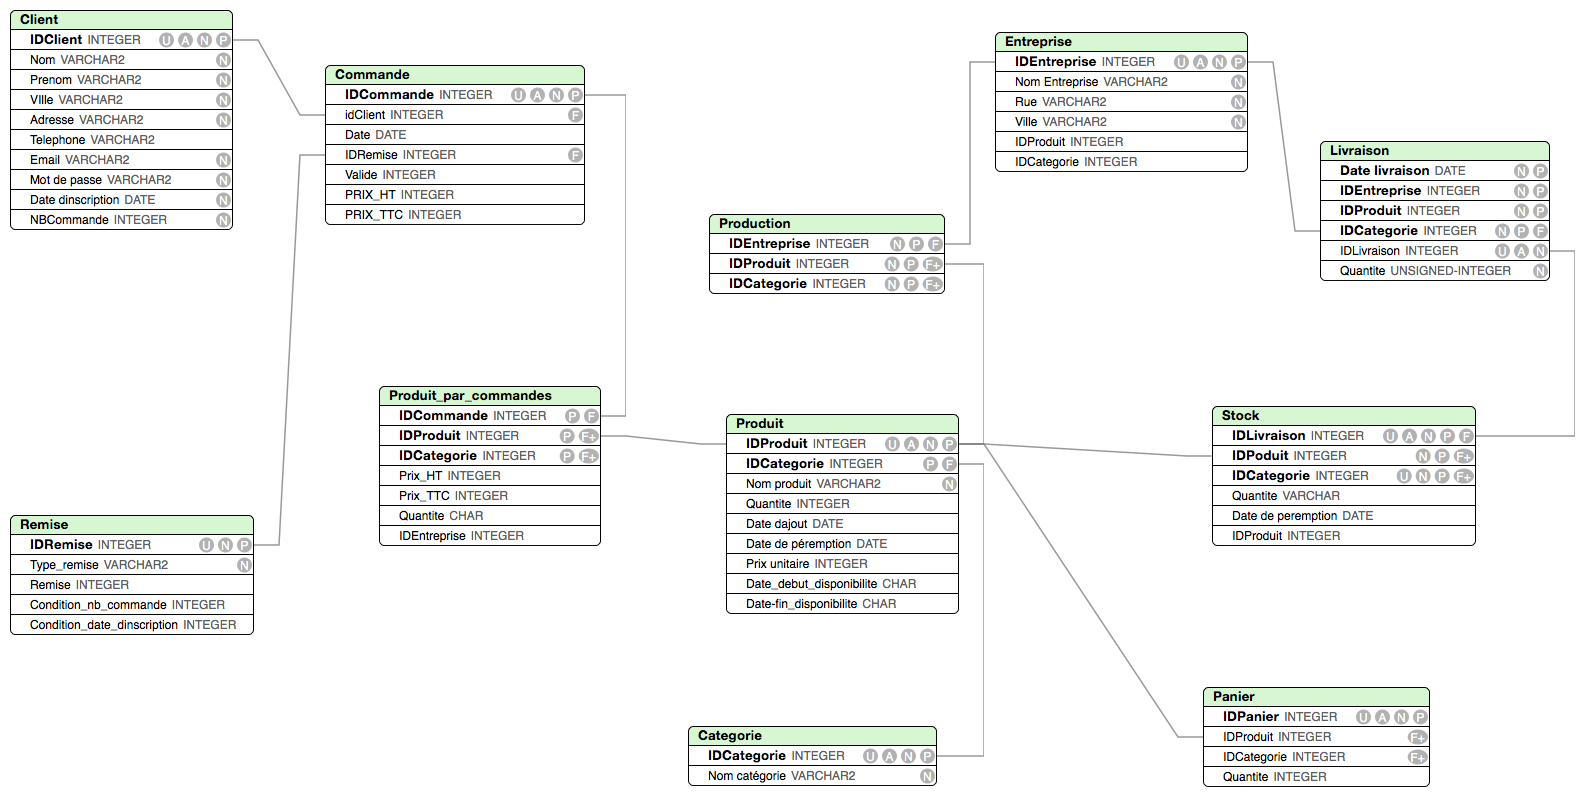 Client
IDClient INTEGER U A N P
Nom VARCHAR2 N
Prenom VARCHAR2 N
VIlle VARCHAR2 N
Adresse VARCHAR2 N
Telephone VARCHAR2
Email VARCHAR2 N
Mot de passe VARCHAR2 N
Date dinscription DATE N
NBCommande INTEGER N
Commande
IDCommande INTEGER U A N P
idClient INTEGER F
Date DATE
IDRemise INTEGER F
Valide INTEGER
PRIX_HT INTEGER
PRIX_TTC INTEGER
Entreprise
IDEntreprise INTEGER U A N P
Nom Entreprise VARCHAR2 N
Rue VARCHAR2 N
Ville VARCHAR2 N
IDProduit INTEGER
IDCategorie INTEGER
Livraison
Date livraison DATE N P
IDEntreprise INTEGER N P
IDProduit INTEGER N P
IDCategorie INTEGER N P F
IDLivraison INTEGER U A N
Quantite UNSIGNED-INTEGER N
Production
IDEntreprise INTEGER N P F
IDProduit INTEGER N P F+
IDCategorie INTEGER N P F+
Produit_par_commandes
IDCommande INTEGER P F
IDProduit INTEGER P F+
IDCategorie INTEGER P F+
Prix_HT INTEGER
Prix_TTC INTEGER
Quantite CHAR
IDEntreprise INTEGER
Produit
IDProduit INTEGER U A N P
IDCategorie INTEGER P F
Nom produit VARCHAR2 N
Quantite INTEGER
Date dajout DATE
Date de péremption DATE
Prix unitaire INTEGER
Date_debut_disponibilite CHAR
Date-fin_disponibilite CHAR
Stock
IDLivraison INTEGER U A N P F
IDPoduit INTEGER N P F+
IDCategorie INTEGER U N P F+
Quantite VARCHAR
Date de peremption DATE
IDProduit INTEGER
Remise
IDRemise INTEGER U N P
Type_remise VARCHAR2 N
Remise INTEGER
Condition_nb_commande INTEGER
Condition_date_dinscription INTEGER
Categorie
IDCategorie INTEGER U A N P
Nom catégorie VARCHAR2 N
Panier
IDPanier INTEGER U A N P
IDProduit INTEGER F+
IDCategorie INTEGER F+
Quantite INTEGER